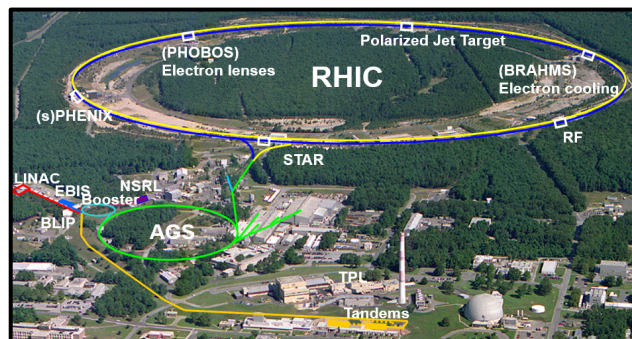 (PHOBOS)
Electron lenses
Polarized Jet Target
RHIC
(BRAHMS)
Electron cooling
(s)PHENIX
RF
STAR
LINAC
EBIS
NSRL
Booster
BLIP
AGS
TPL
Tandems